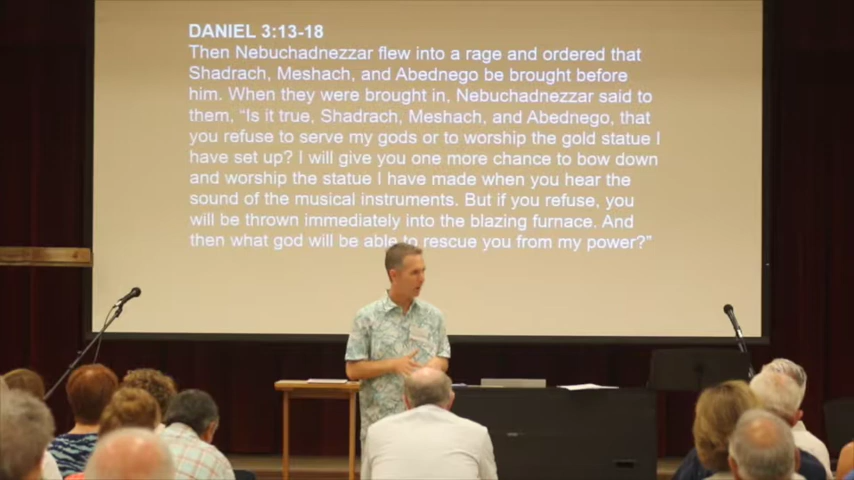 DANIEL 3:13-18
Then Nebuchadnezzar flew into a rage and ordered that
Shadrach, Meshach, and Abednego be brought before
him. When they were brought in, Nebuchadnezzar said to
them, “Is it true, Shadrach, Meshach, and Abednego, that
you refuse to serve my gods or to worship the gold statue I
have set up? I will give you one more chance to bow down
and worship the statue I have made when you hear the
sound of the musical instruments. But if you refuse, you
will be thrown immediately into the blazing furnace. And
then what god will be able to rescue you from my power?”